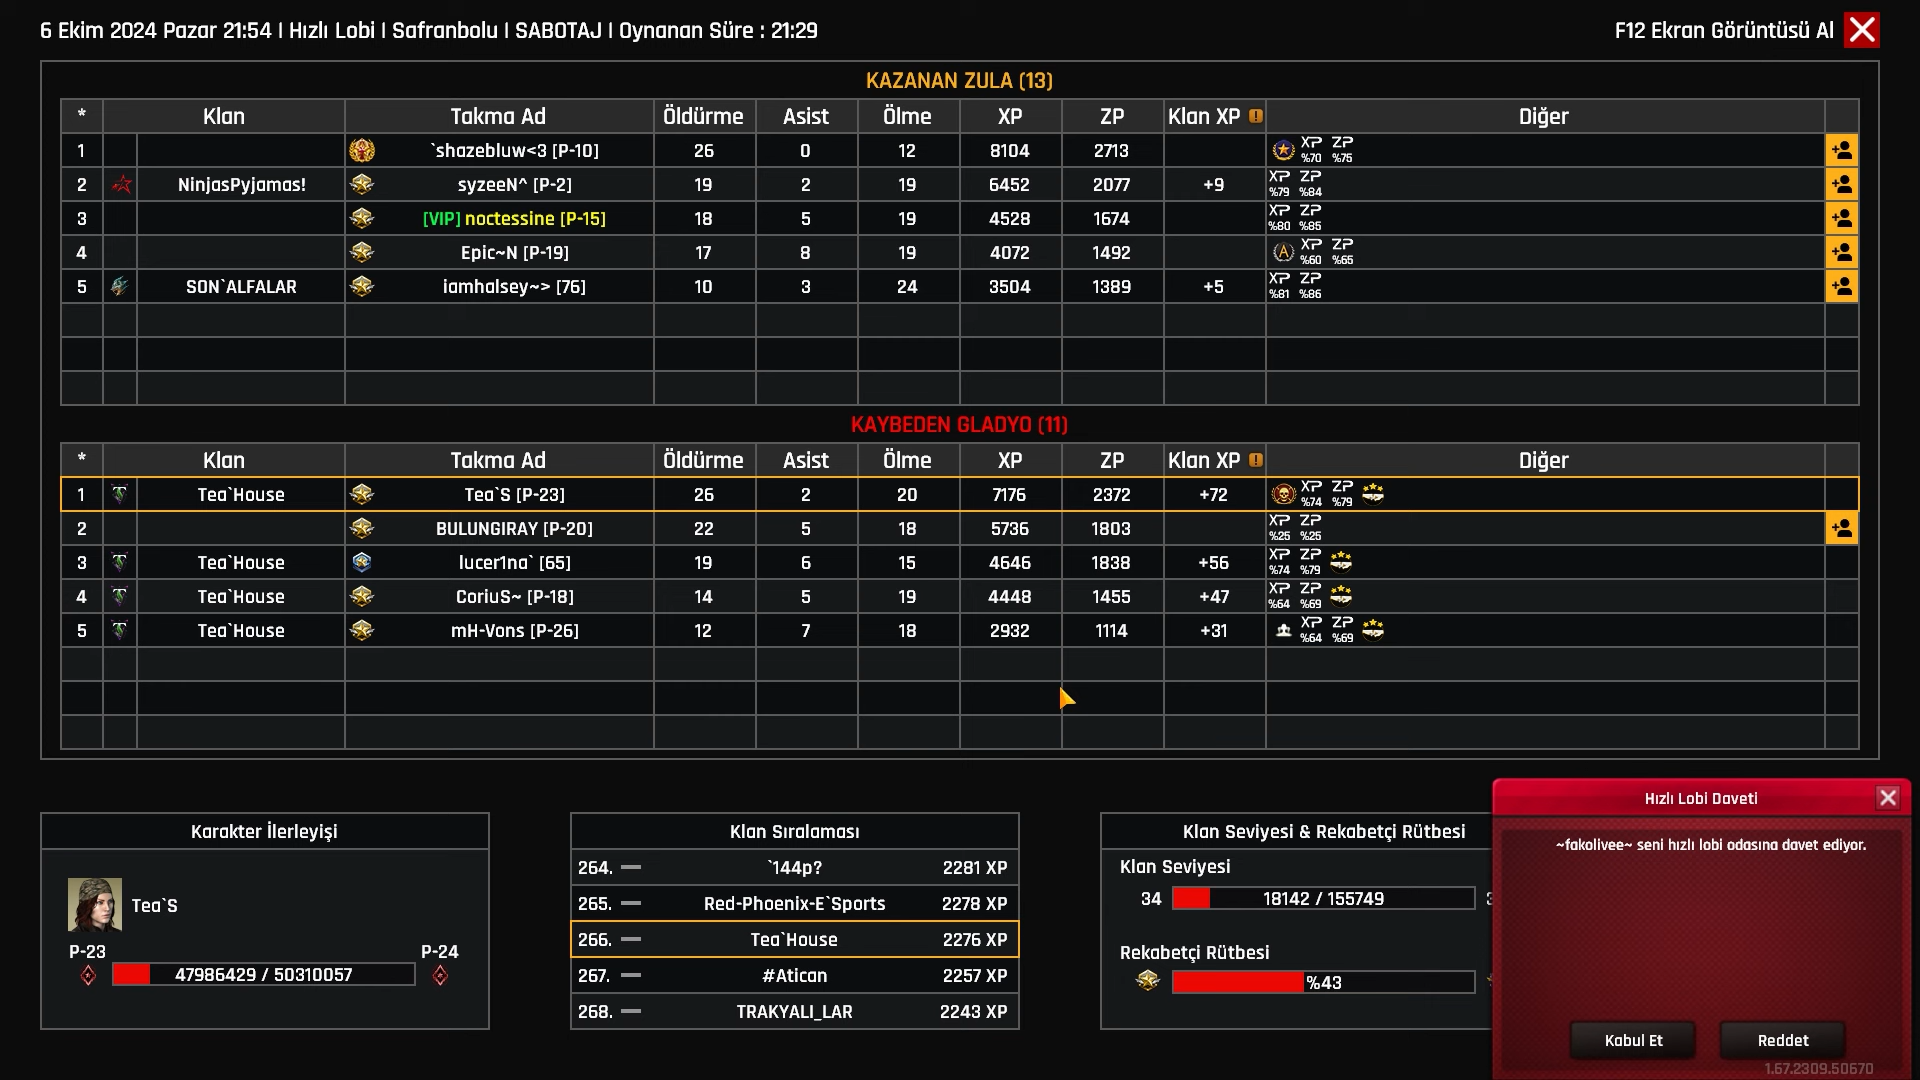 6 Ekim 2024 Pazar 21:54 | Hızlı Lobi | Safranbolu | SABOTAJ | Oynanan Süre : 21:29
F12 Ekran Görüntüsü Al
KAZANAN ZULA (13)
* Klan Takma Ad Öldürme Asist Ölme XP ZP Klan XP Diğer
1 `shazebluw<3 [P-10] 26 0 12 8104 2713 XP %70 ZP %75
2 NinjasPyjamas! syzeeN^ [P-2] 19 2 19 6452 2077 +9 XP %79 ZP %84
3 [VIP] noctessine [P-15] 18 5 19 4528 1674 XP %80 ZP %85
4 Epic~N [P-19] 17 8 19 4072 1492 XP %60 ZP %65
5 SON`ALFALAR iamhalsey~> [76] 10 3 24 3504 1389 +5 XP %81 ZP %86
KAYBEDEN GLADYO (11)
* Klan Takma Ad Öldürme Asist Ölme XP ZP Klan XP Diğer
1 Tea`House Tea`S [P-23] 26 2 20 7176 2372 +72 XP %74 ZP %79
2 BULUNGIRAY [P-20] 22 5 18 5736 1803 XP %25 ZP %25
3 Tea`House lucer1na` [65] 19 6 15 4646 1838 +56 XP %74 ZP %79
4 Tea`House CoriuS~ [P-18] 14 5 19 4448 1455 +47 XP %64 ZP %69
5 Tea`House mH-Vons [P-26] 12 7 18 2932 1114 +31 XP %64 ZP %69
Karakter İlerleyişi
Tea`S
P-23 P-24
47986429 / 50310057
Klan Sıralaması
264. — `144p? 2281 XP
265. — Red-Phoenix-E`Sports 2278 XP
266. — Tea`House 2276 XP
267. — #Atican 2257 XP
268. — TRAKYALI_LAR 2243 XP
Klan Seviyesi & Rekabetçi Rütbesi
Klan Seviyesi
34 18142 / 155749
Rekabetçi Rütbesi
%43
Hızlı Lobi Daveti
~fakolivee~ seni hızlı lobi odasına davet ediyor.
Kabul Et
Reddet
1.67.2309.50670